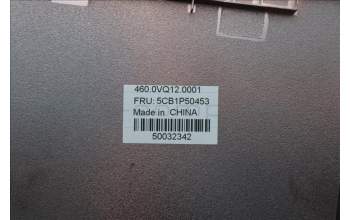 460.0VQ12.0001
FRU: 5CB1P50453
Made in CHINA
50032342